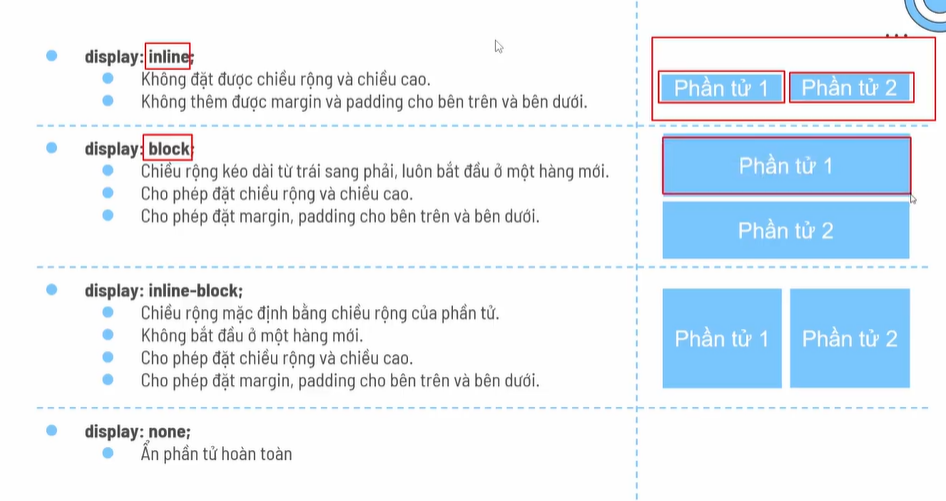 display: inline;
Không đặt được chiều rộng và chiều cao.
Không thêm được margin và padding cho bên trên và bên dưới.
Phần tử 1
Phần tử 2
display: block;
Chiều rộng kéo dài từ trái sang phải, luôn bắt đầu ở một hàng mới.
Cho phép đặt chiều rộng và chiều cao.
Cho phép đặt margin, padding cho bên trên và bên dưới.
Phần tử 1
Phần tử 2
display: inline-block;
Chiều rộng mặc định bằng chiều rộng của phần tử.
Không bắt đầu ở một hàng mới.
Cho phép đặt chiều rộng và chiều cao.
Cho phép đặt margin, padding cho bên trên và bên dưới.
Phần tử 1
Phần tử 2
display: none;
Ẩn phần tử hoàn toàn